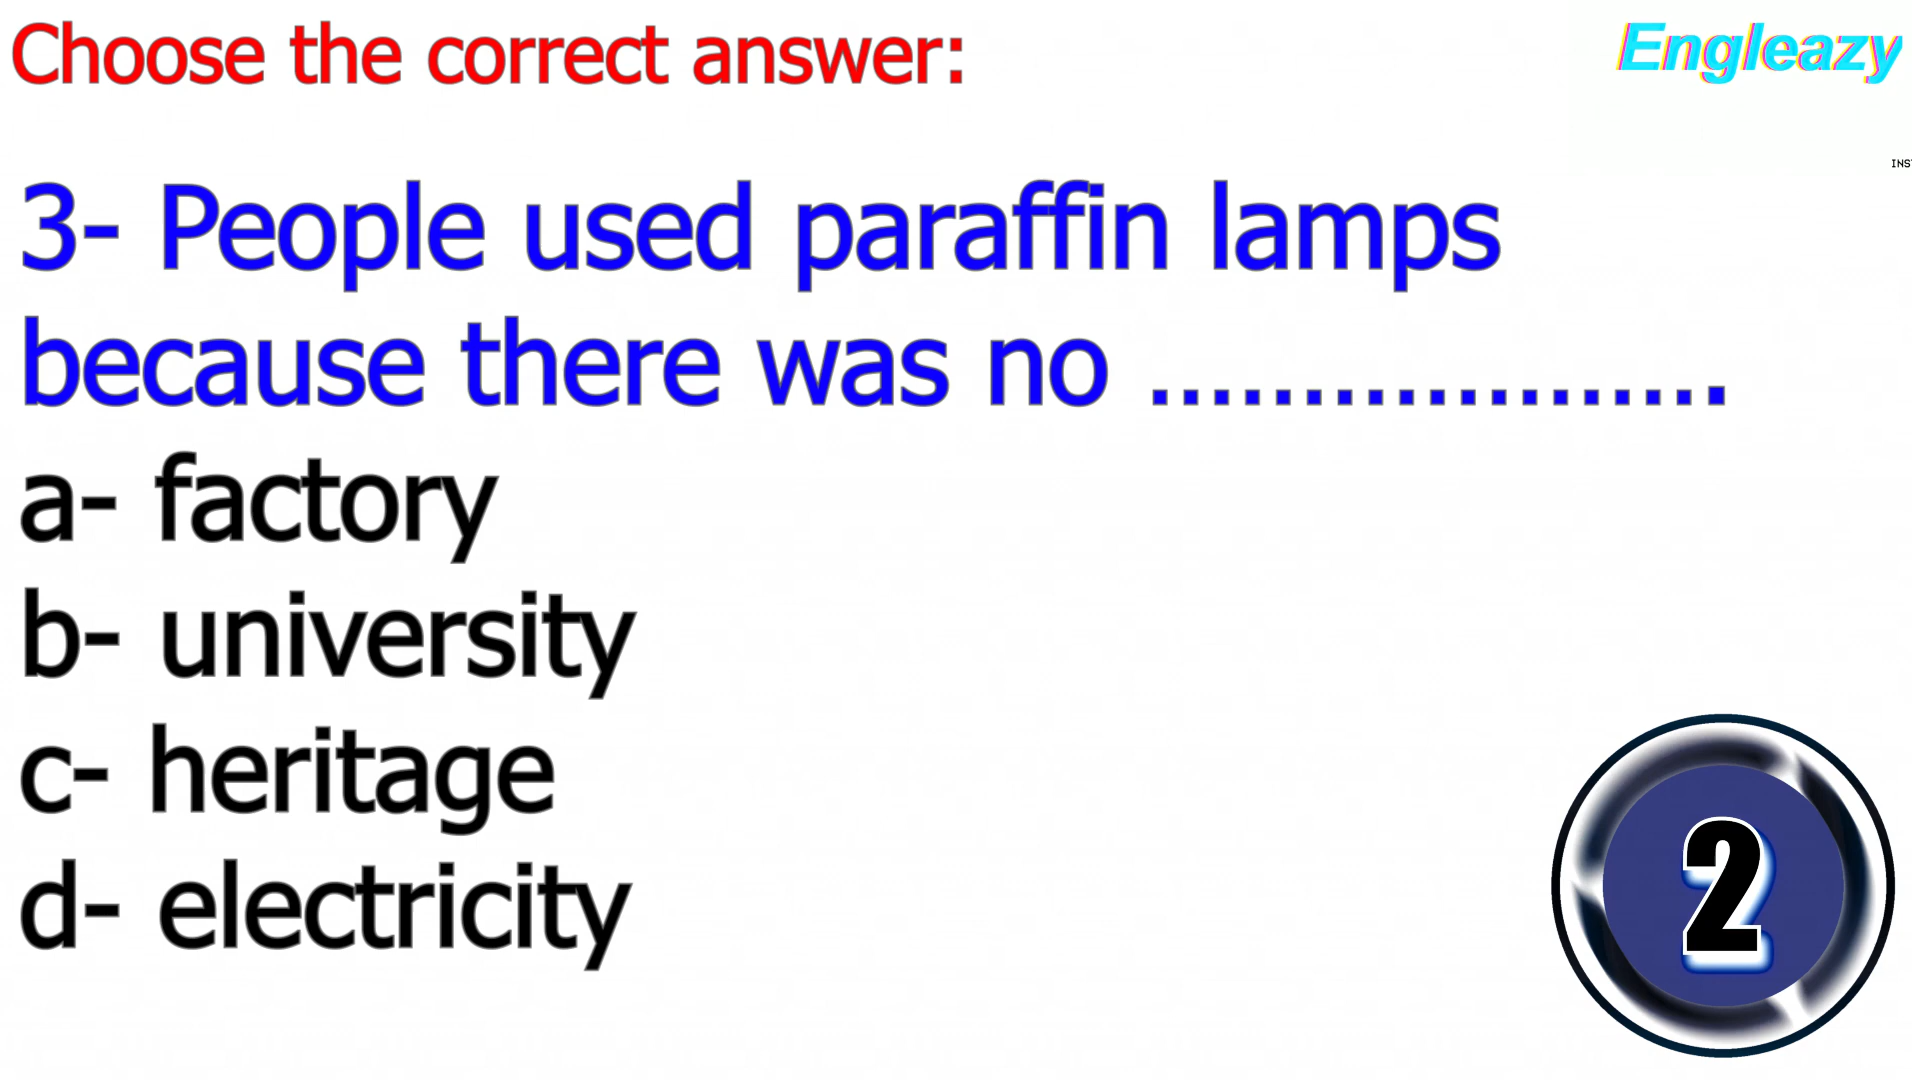 Choose the correct answer:
Engleazy
INS
3- People used paraffin lamps
because there was no ...................
a- factory
b- university
c- heritage
d- electricity
2